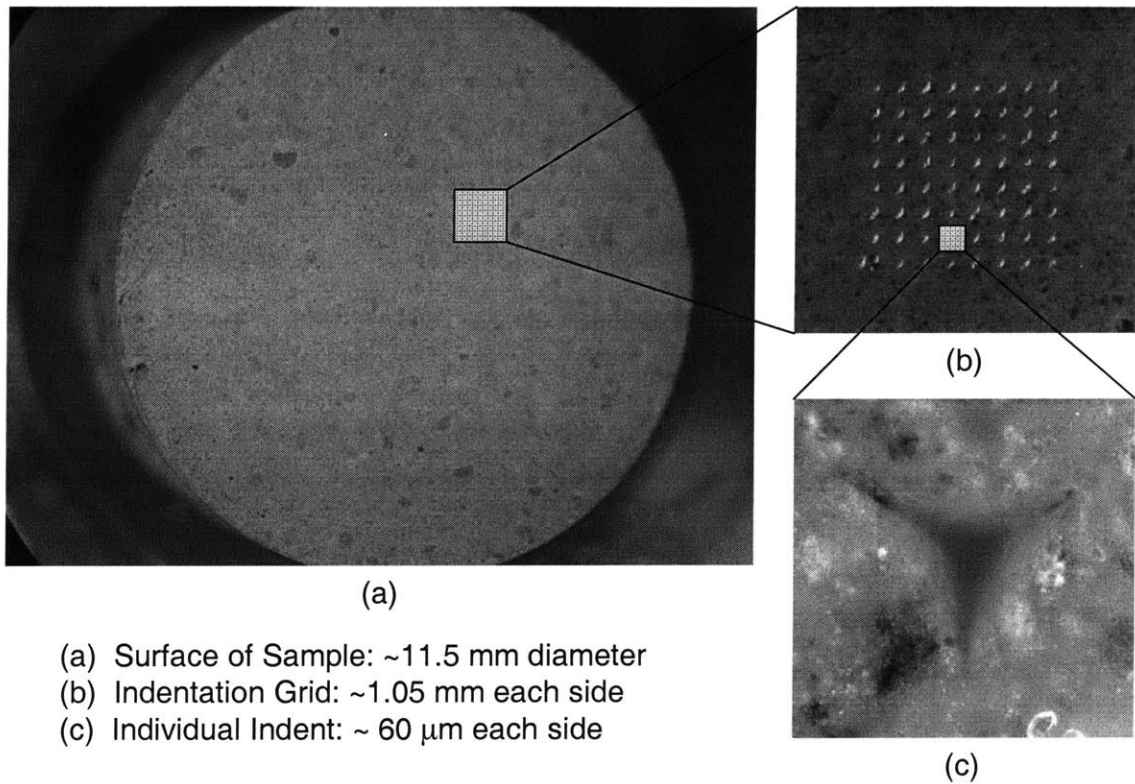 (a)
(b)
(c)
(a) Surface of Sample: ~11.5 mm diameter
(b) Indentation Grid: ~1.05 mm each side
(c) Individual Indent: ~ 60 μm each side